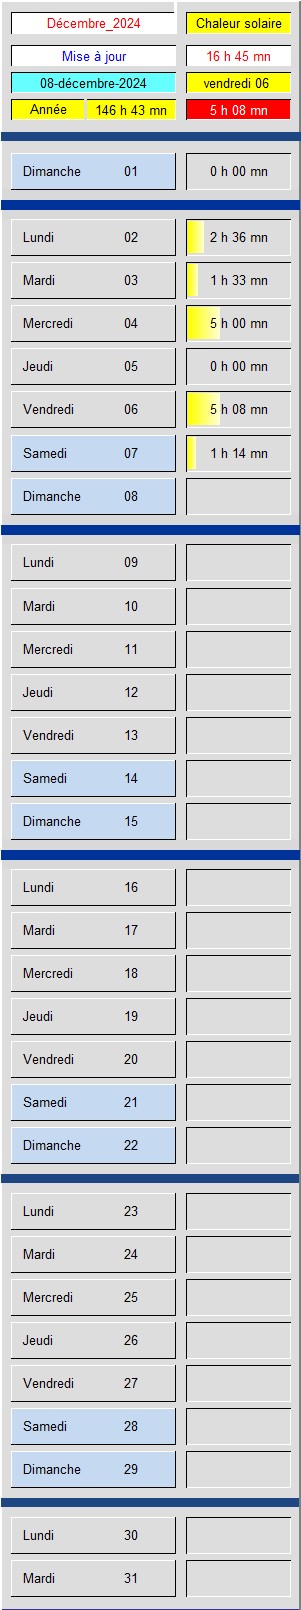 Décembre_2024 Chaleur solaire
Mise à jour 16 h 45 mn
08-décembre-2024 vendredi 06
Année 146 h 43 mn 5 h 08 mn
Dimanche 01 0 h 00 mn
Lundi 02 2 h 36 mn
Mardi 03 1 h 33 mn
Mercredi 04 5 h 00 mn
Jeudi 05 0 h 00 mn
Vendredi 06 5 h 08 mn
Samedi 07 1 h 14 mn
Dimanche 08
Lundi 09
Mardi 10
Mercredi 11
Jeudi 12
Vendredi 13
Samedi 14
Dimanche 15
Lundi 16
Mardi 17
Mercredi 18
Jeudi 19
Vendredi 20
Samedi 21
Dimanche 22
Lundi 23
Mardi 24
Mercredi 25
Jeudi 26
Vendredi 27
Samedi 28
Dimanche 29
Lundi 30
Mardi 31